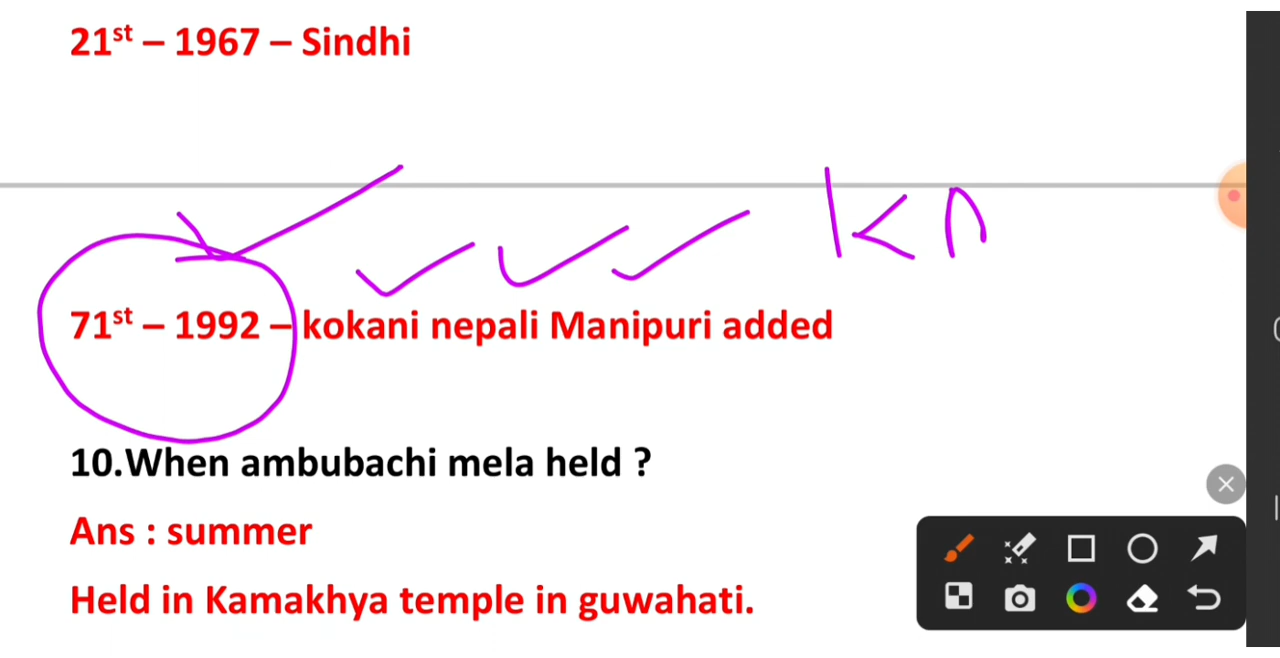 21st – 1967 – Sindhi
kn
71st – 1992 – kokani nepali Manipuri added
10.When ambubachi mela held ?
Ans : summer
Held in Kamakhya temple in guwahati.